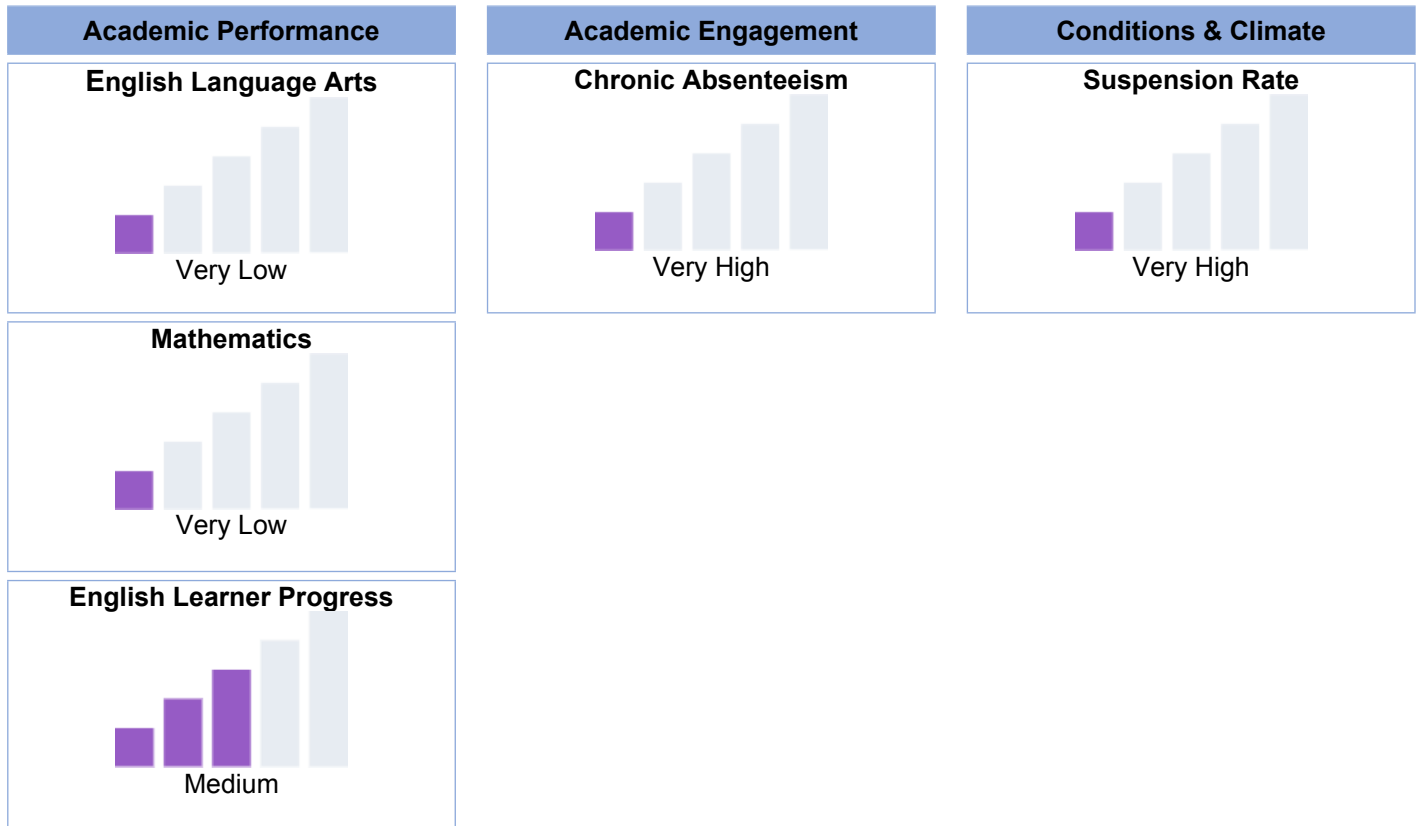 Academic Performance
English Language Arts
Very Low
Mathematics
Very Low
English Learner Progress
Medium
Academic Engagement
Chronic Absenteeism
Very High
Conditions & Climate
Suspension Rate
Very High